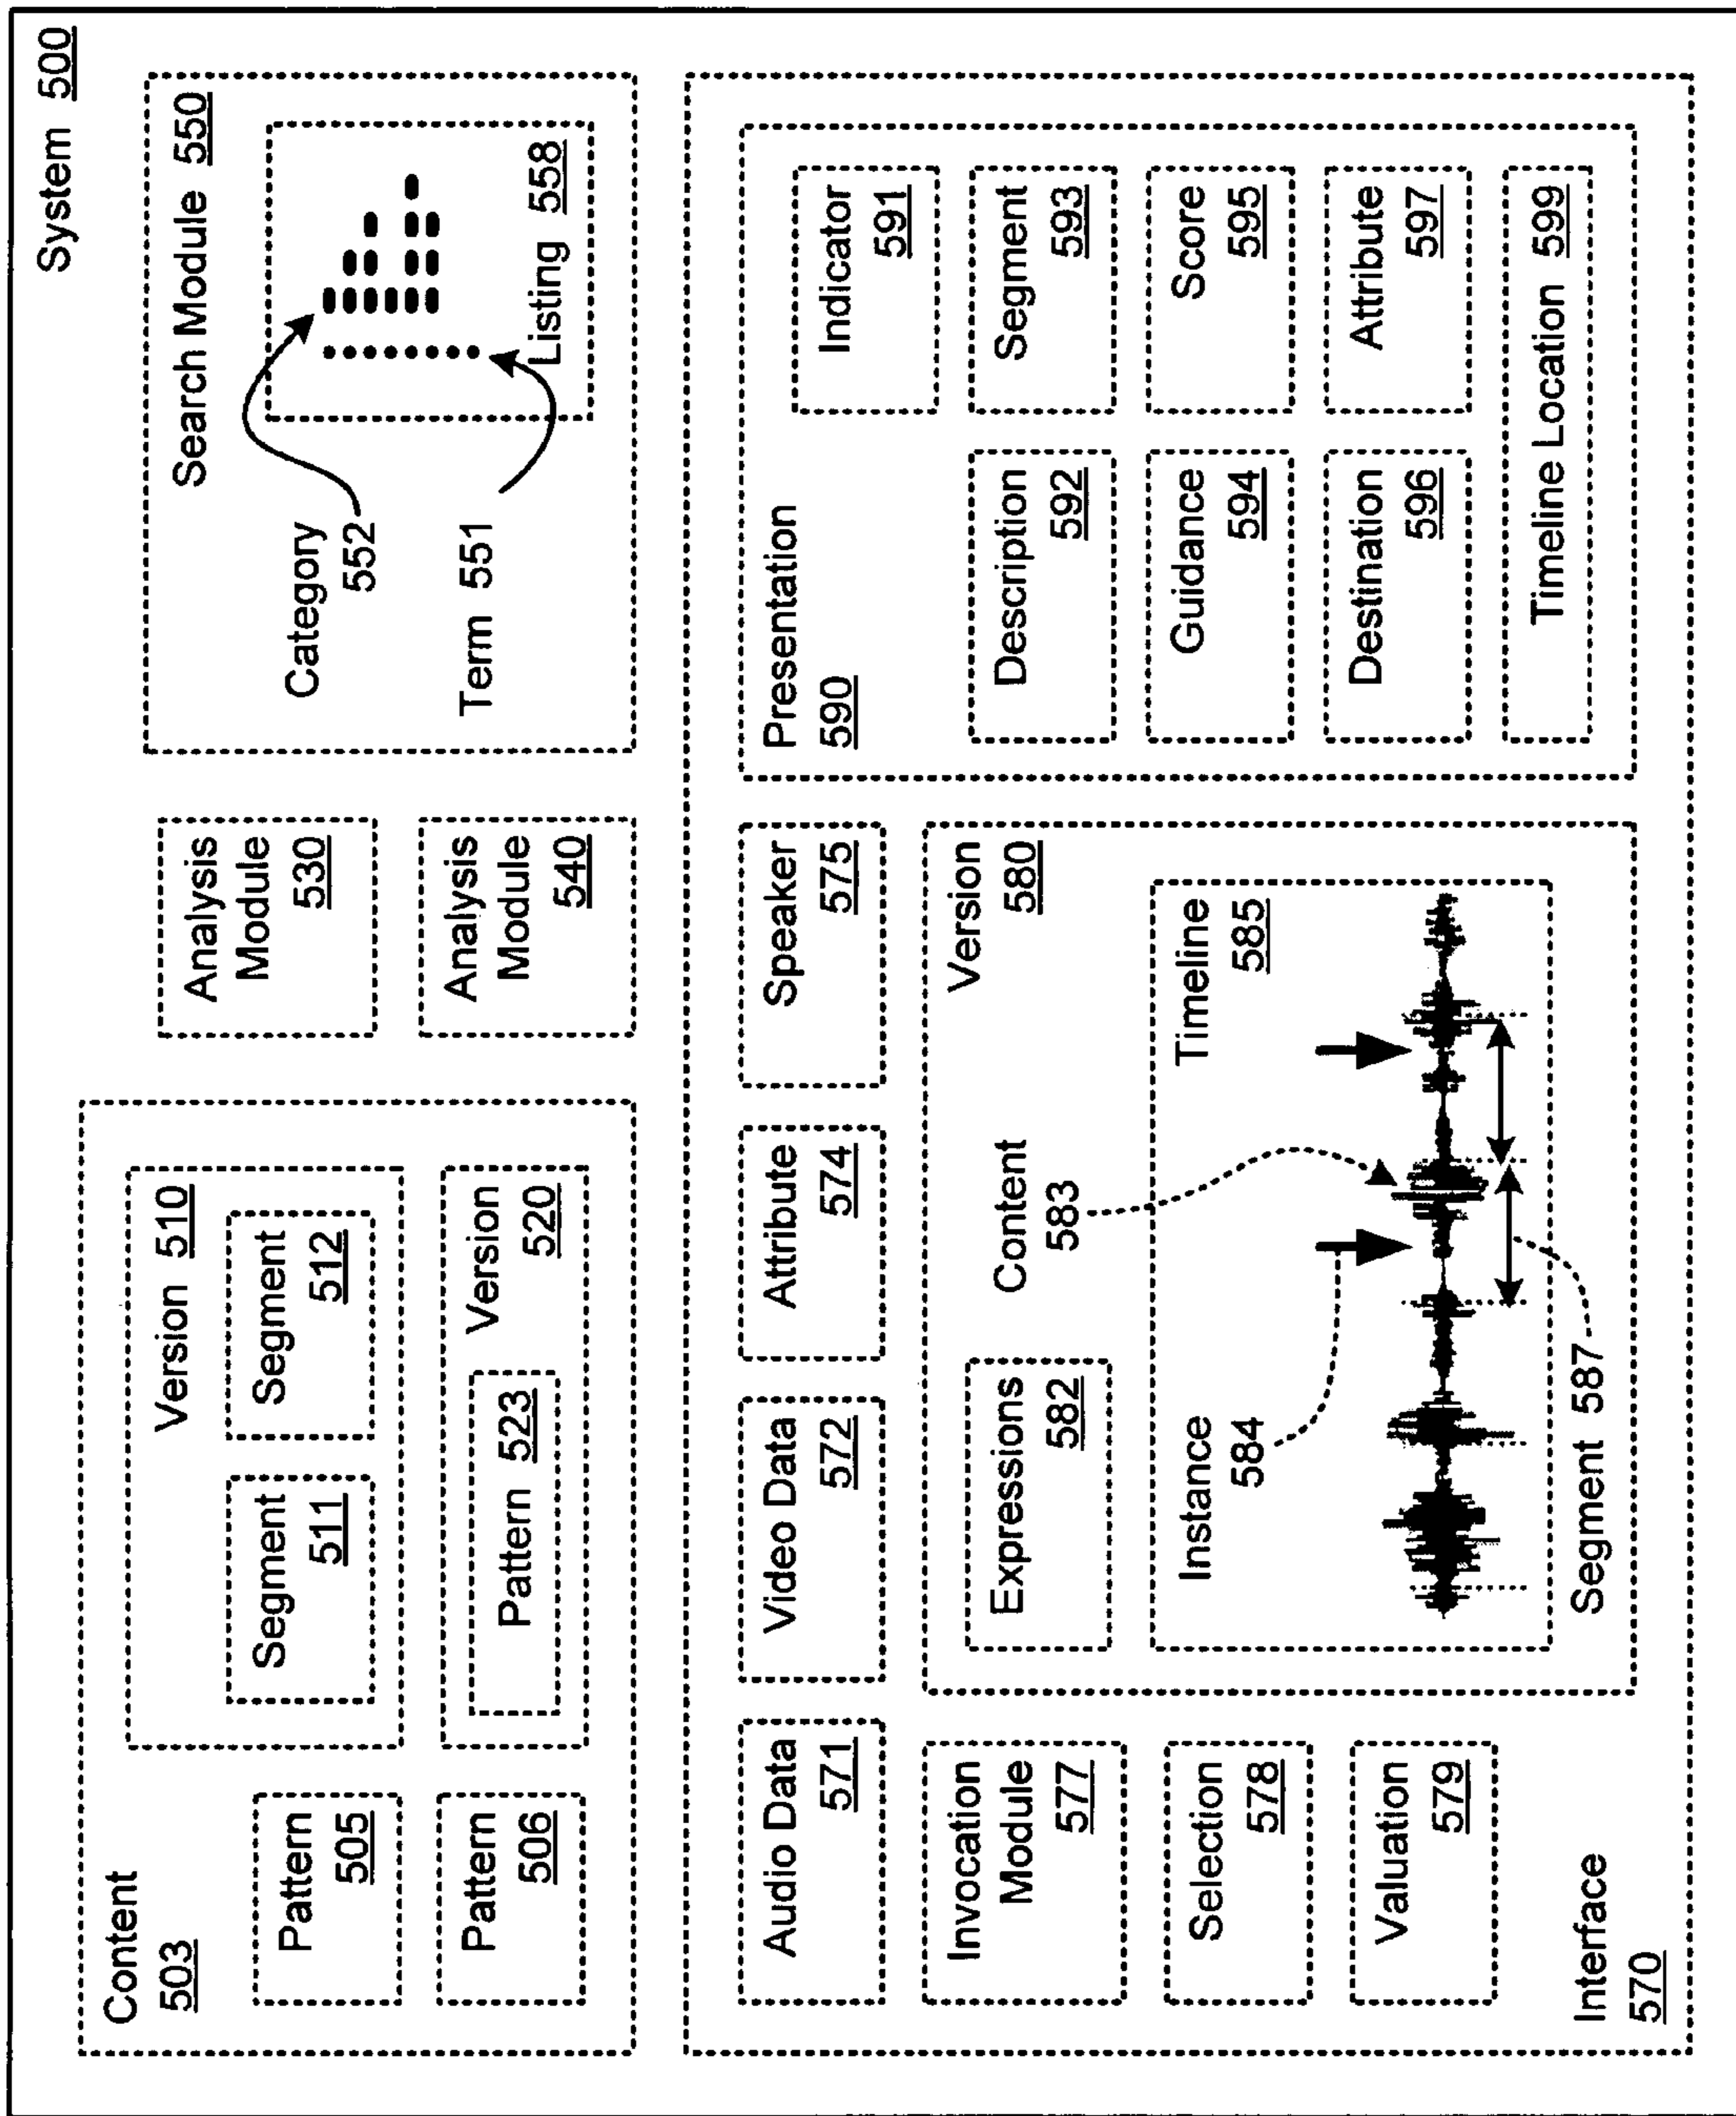 System 500
Content
503
Pattern
505
Pattern
506
Version 510
Segment
511
Segment
512
Version
520
Pattern 523
Analysis
Module
530
Analysis
Module
540
Search Module 550
Category
552
Term 551
Listing 558
Interface
570
Audio Data
571
Video Data
572
Attribute
574
Speaker
575
Invocation
Module
577
Selection
578
Valuation
579
Version
580
Expressions
582
Content
583
Instance
584
Timeline
585
Segment 587
Presentation
590
Indicator
591
Description
592
Segment
593
Guidance
594
Score
595
Destination
596
Attribute
597
Timeline Location 599